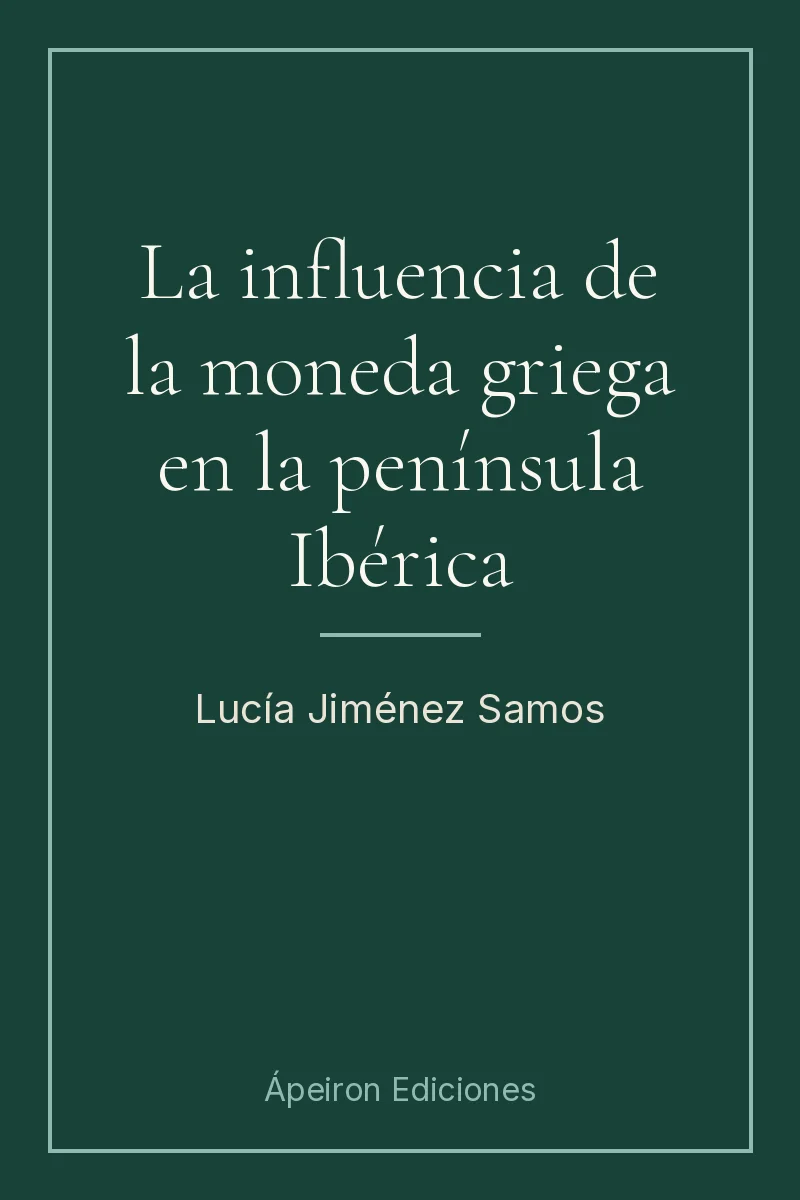 La influencia de
la moneda griega
en la península
Ibérica
Lucía Jiménez Samos
Ápeiron Ediciones